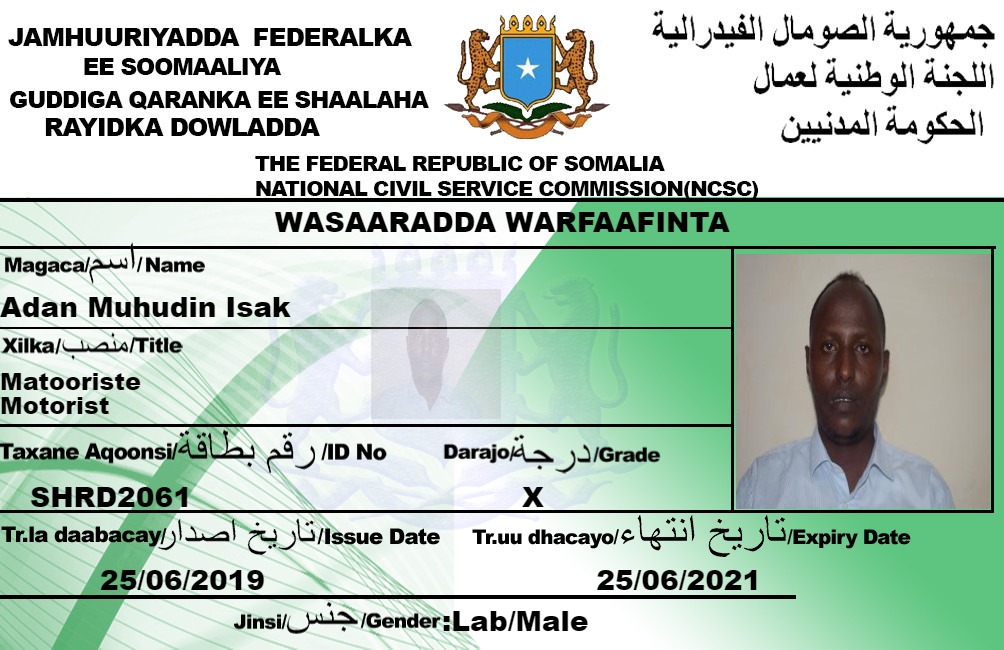 JAMHUURIYADDA FEDERALKA
EE SOOMAALIYA
GUDDIGA QARANKA EE SHAALAHA
RAYIDKA DOWLADDA
جمهورية الصومال الفيدرالية
اللجنة الوطنية لعمال
الحكومة المدنيين
THE FEDERAL REPUBLIC OF SOMALIA
NATIONAL CIVIL SERVICE COMMISSION(NCSC)
WASAARADDA WARFAAFINTA
Magaca/اسم/Name
Adan Muhudin Isak
Xilka/منصب/Title
Matooriste
Motorist
Taxane Aqoonsi/رقم بطاقة/ID No
Darajo/درجة/Grade
SHRD2061
X
Tr.la daabacay/تاريخ اصدار/Issue Date
Tr.uu dhacayo/تاريخ انتهاء/Expiry Date
25/06/2019
25/06/2021
Jinsi/جنس/Gender:Lab/Male